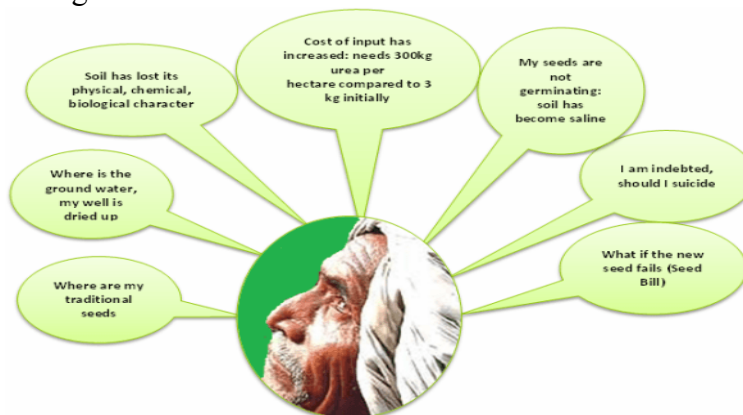 Cost of input has
increased: needs 300kg
urea per
hectare compared to 3
kg initially
My seeds are
not
germinating:
soil has
become saline
Soil has lost its
physical, chemical,
biological character
Where is the
ground water,
my well is
dried up
I am indebted,
should I suicide
Where are my
traditional
seeds
What if the new
seed fails (Seed
Bill)